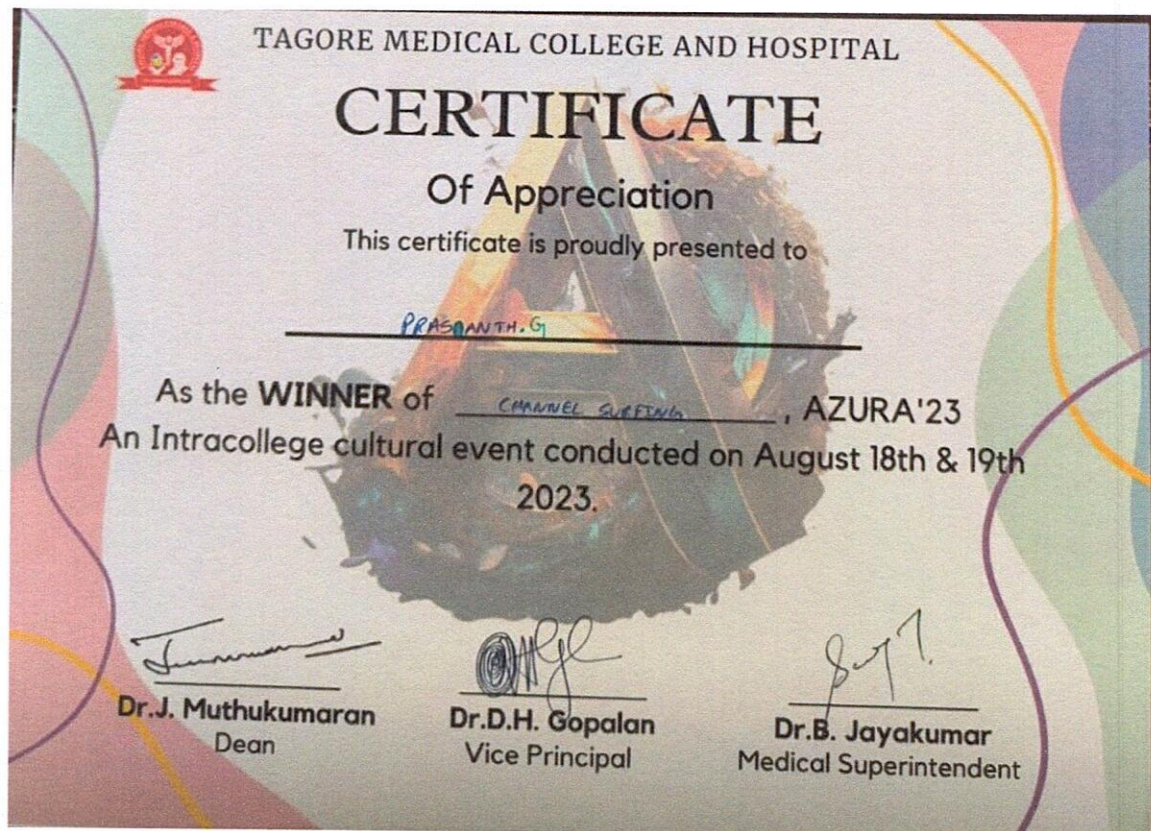 TAGORE MEDICAL COLLEGE AND HOSPITAL
CERTIFICATE
Of Appreciation
This certificate is proudly presented to
PRASAANTH.G
As the WINNER of CHANNEL SURFING, AZURA'23
An Intracollege cultural event conducted on August 18th & 19th
2023.
Dr.J. Muthukumaran Dr.D.H. Gopalan Dr.B. Jayakumar
Dean Vice Principal Medical Superintendent